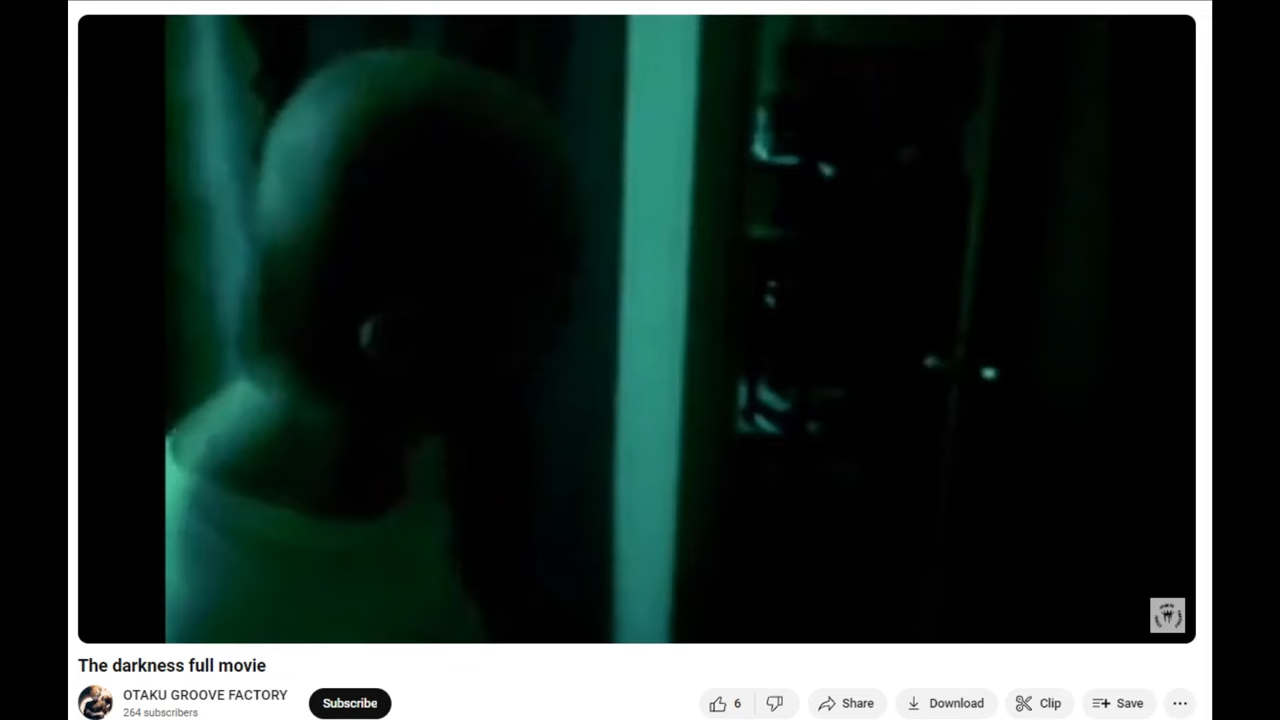 The darkness full movie
OTAKU GROOVE FACTORY
264 subscribers
Subscribe
6
Share
Download
Clip
Save